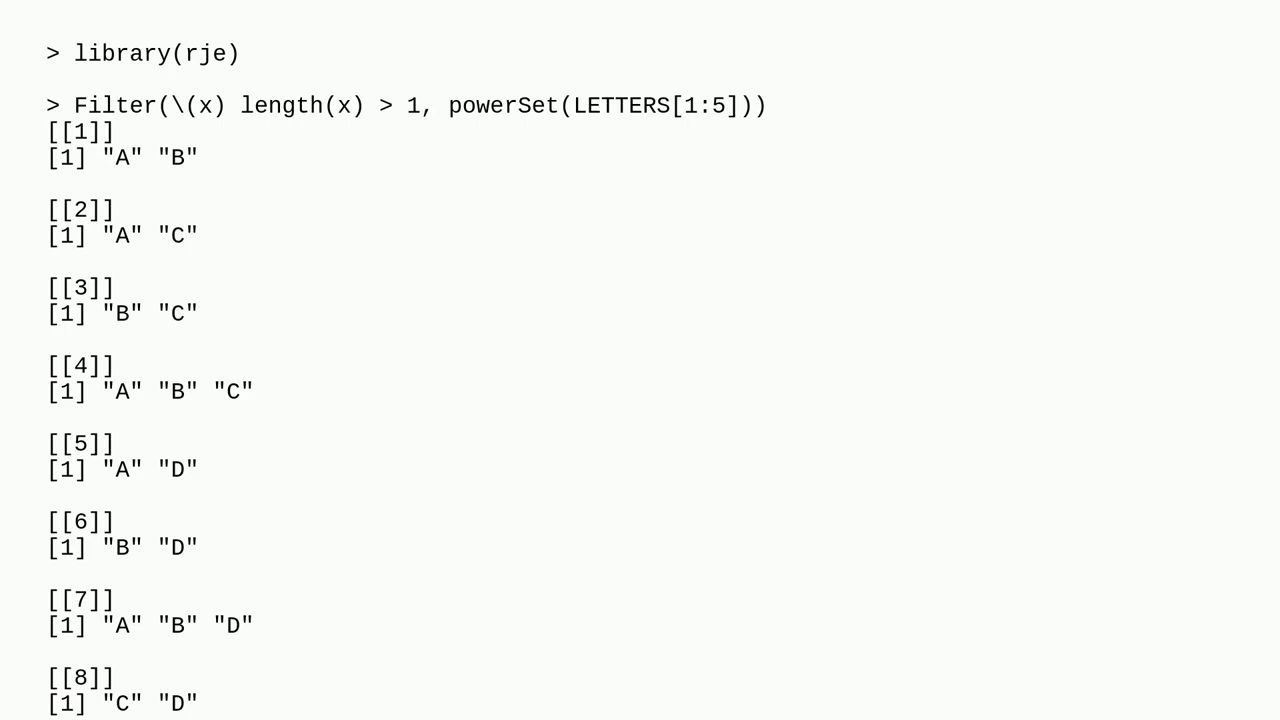 > library(rje)
> Filter(\(x) length(x) > 1, powerSet(LETTERS[1:5]))
[[1]]
[1] "A" "B"
[[2]]
[1] "A" "C"
[[3]]
[1] "B" "C"
[[4]]
[1] "A" "B" "C"
[[5]]
[1] "A" "D"
[[6]]
[1] "B" "D"
[[7]]
[1] "A" "B" "D"
[[8]]
[1] "C" "D"